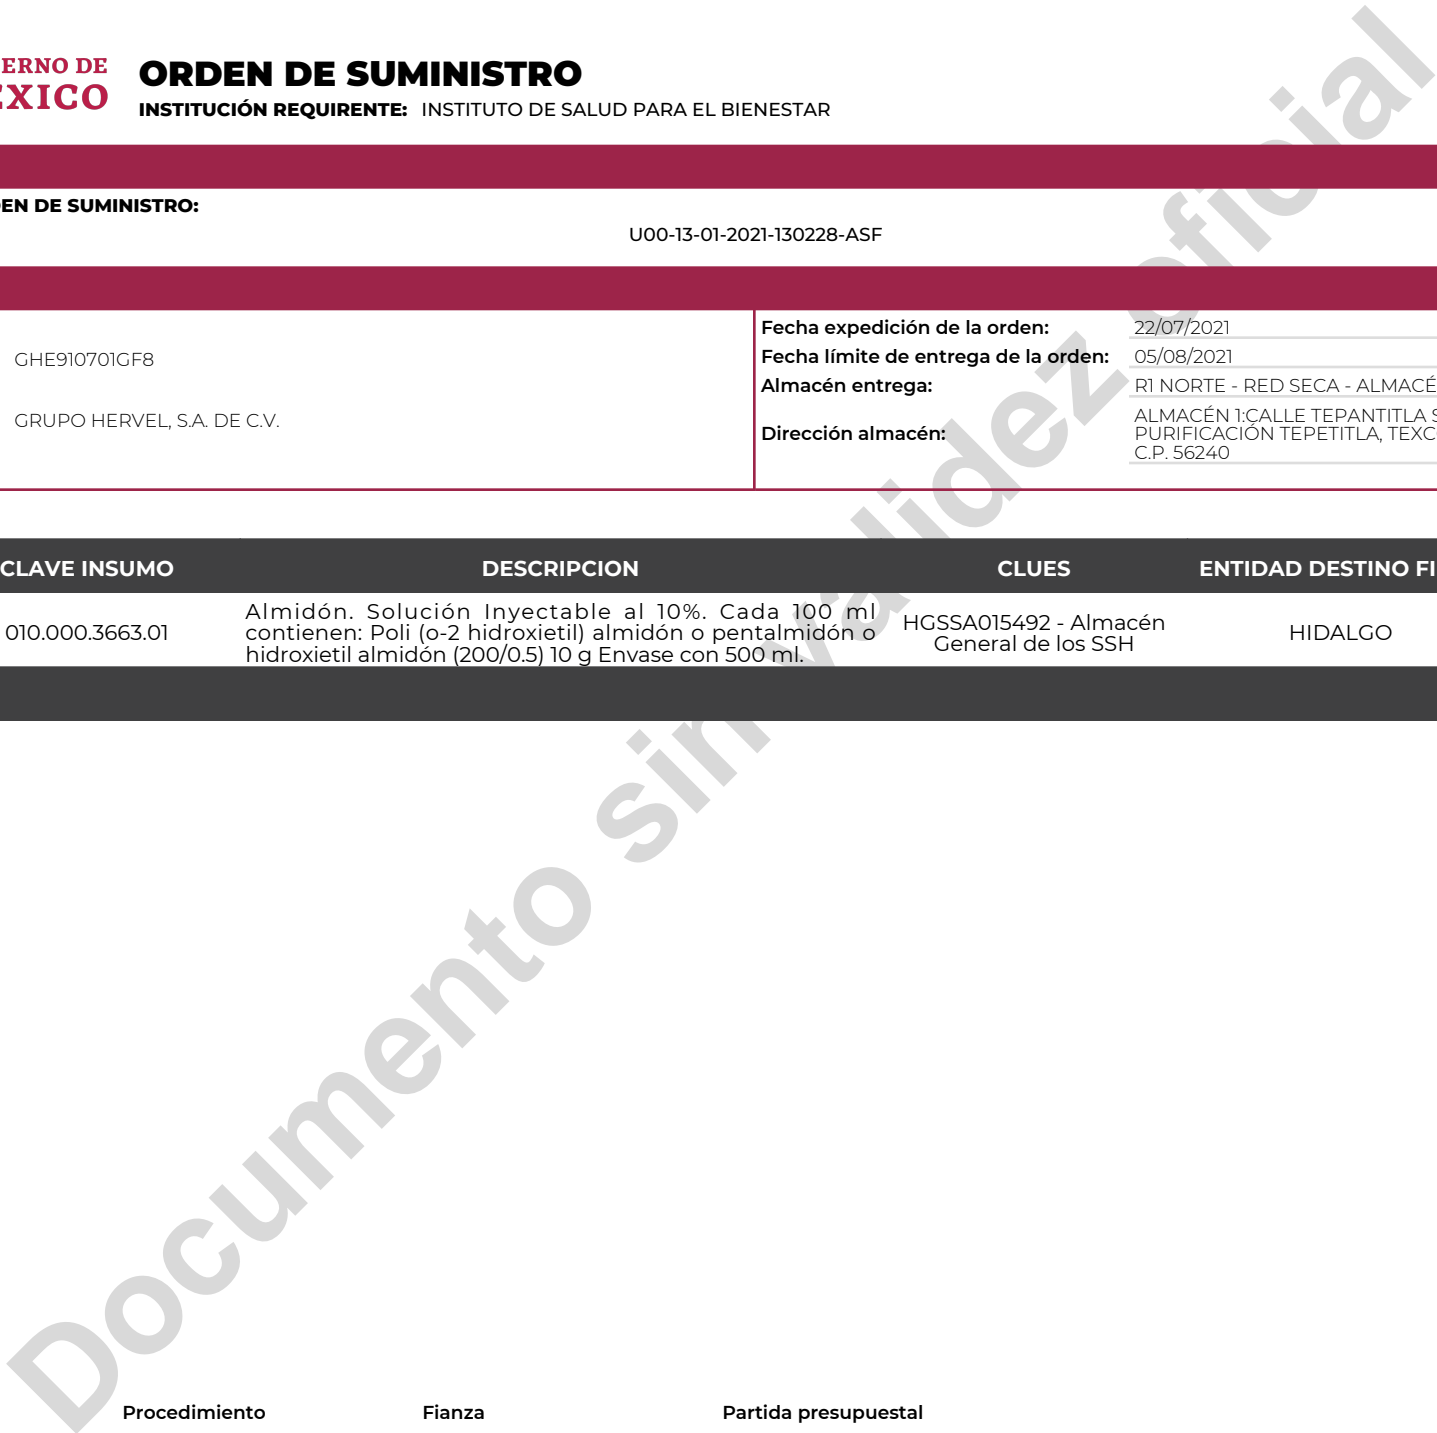 ERNO DE
ÉXICO
ORDEN DE SUMINISTRO
INSTITUCIÓN REQUIRENTE: INSTITUTO DE SALUD PARA EL BIENESTAR
EN DE SUMINISTRO:
U00-13-01-2021-130228-ASF
GHE910701GF8
GRUPO HERVEL, S.A. DE C.V.
Fecha expedición de la orden: 22/07/2021
Fecha límite de entrega de la orden: 05/08/2021
Almacén entrega: R1 NORTE - RED SECA - ALMACÉ
Dirección almacén: ALMACÉN 1:CALLE TEPANTITLA S
PURIFICACIÓN TEPETITLA, TEXC
C.P. 56240
CLAVE INSUMO DESCRIPCION CLUES ENTIDAD DESTINO FI
010.000.3663.01
Almidón. Solución Inyectable al 10%. Cada 100 ml
contienen: Poli (o-2 hidroxietil) almidón o pentalmidón o
hidroxietil almidón (200/0.5) 10 g Envase con 500 ml.
HGSSA015492 - Almacén
General de los SSH
HIDALGO
Documento sin validez oficial
Procedimiento Fianza Partida presupuestal